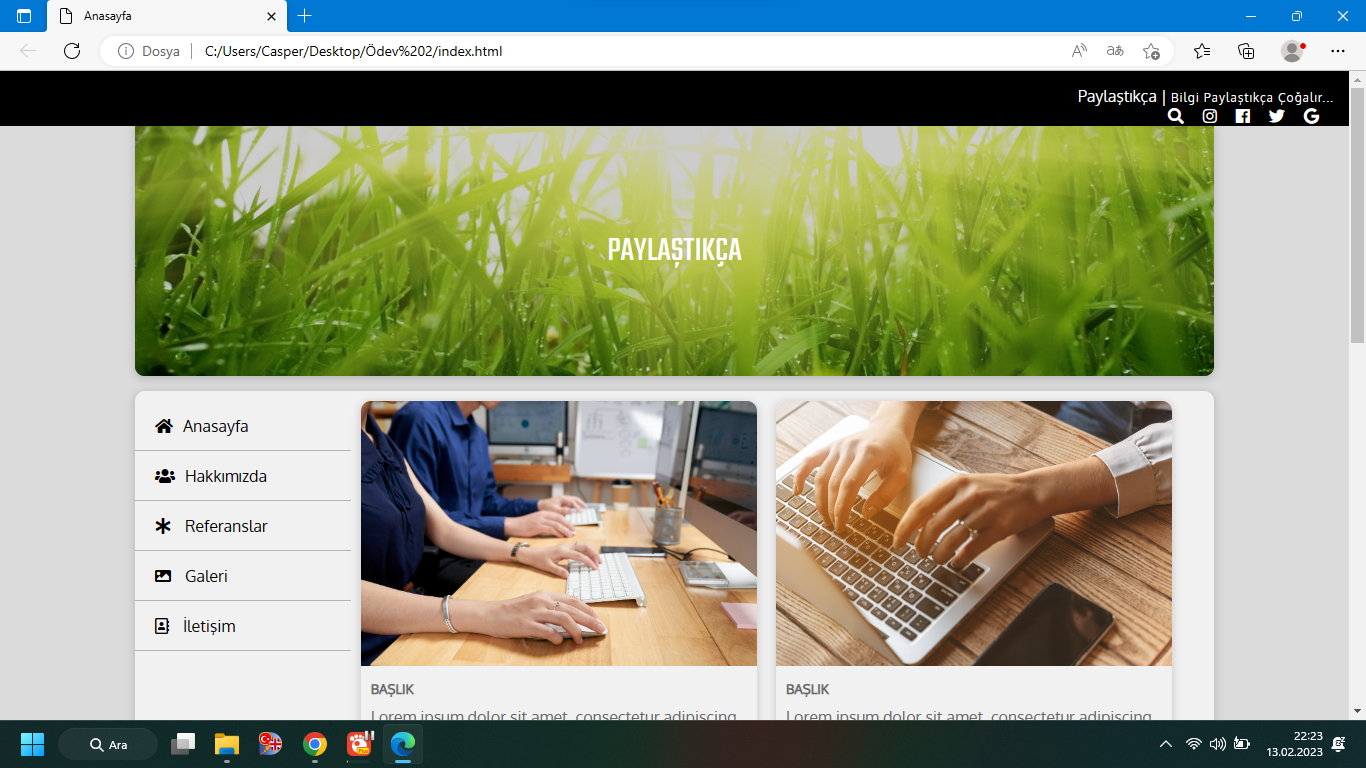 Anasayfa
Dosya
C:/Users/Casper/Desktop/Ödev%202/index.html
Paylaştıkça | Bilgi Paylaştıkça Çoğalır...
PAYLAŞTIKÇA
Anasayfa
Hakkımızda
Referanslar
Galeri
İletişim
BAŞLIK
Lorem ipsum dolor sit amet, consectetur adipiscing
BAŞLIK
Lorem ipsum dolor sit amet, consectetur adipiscing
Ara
22:23
13.02.2023